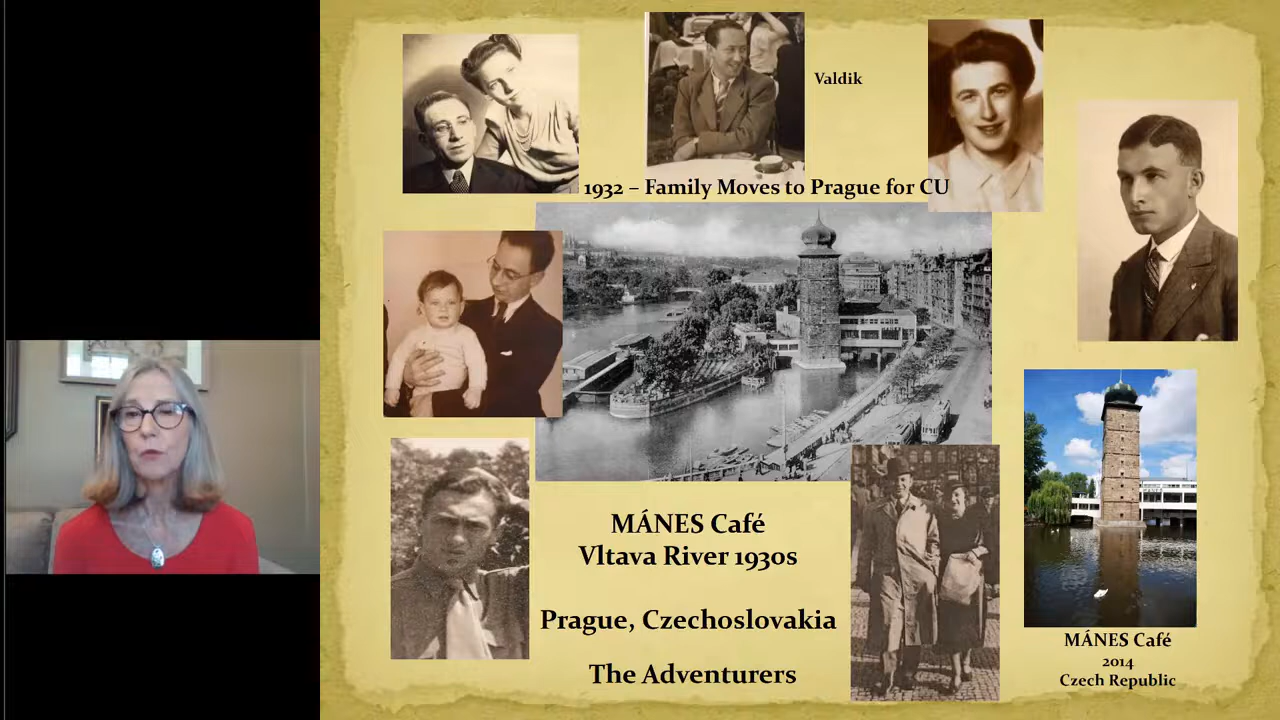 Valdik
1932 – Family Moves to Prague for CU
MÁNES Café
Vltava River 1930s
Prague, Czechoslovakia
The Adventurers
MÁNES Café
2014
Czech Republic